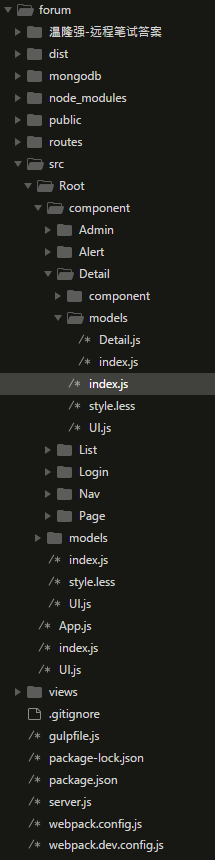 forum
溫隆强-远程笔试答案
dist
mongodb
node_modules
public
routes
src
Root
component
Admin
Alert
Detail
component
models
Detail.js
index.js
index.js
style.less
UI.js
List
Login
Nav
Page
models
index.js
style.less
UI.js
App.js
index.js
UI.js
views
.gitignore
gulpfile.js
package-lock.json
package.json
server.js
webpack.config.js
webpack.dev.config.js